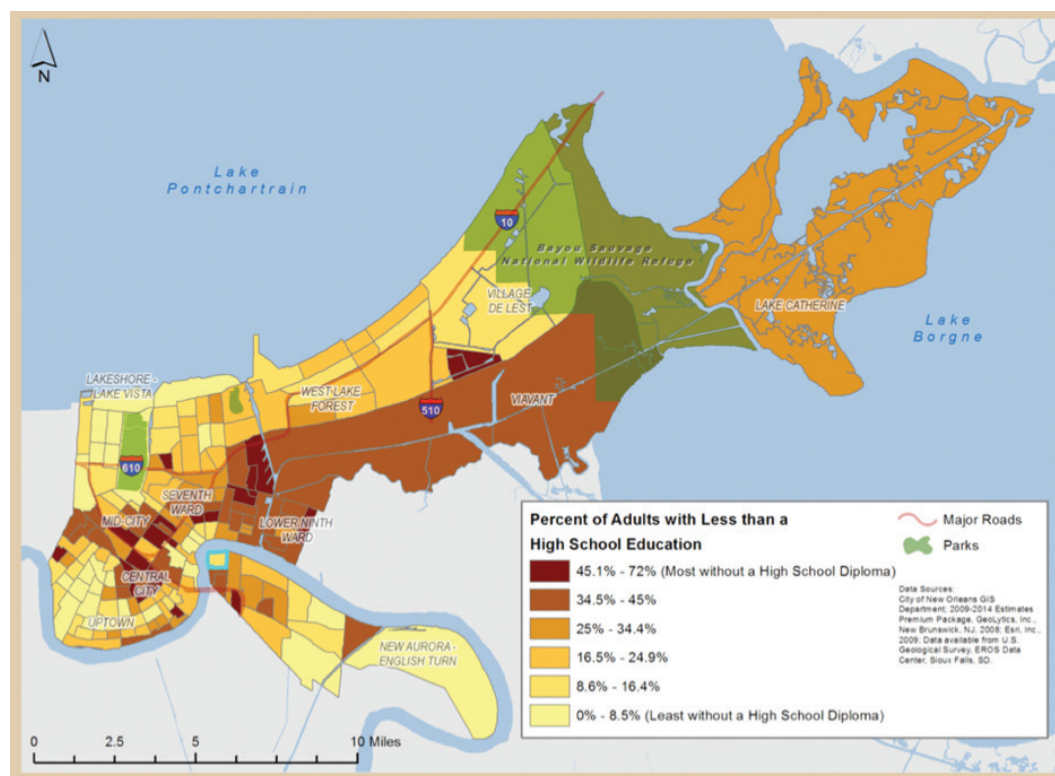 N
Lake
Pontchartrain
10
Bayou Sauvage
National Wildlife Refuge
VILLAGE
DE LEST
LAKE CATHERINE
Lake
Borgne
LAKESHORE -
LAKE VISTA
WEST LAKE
FOREST
510
VIAVANT
610
SEVENTH
WARD
MID-CITY
LOWER NINTH
WARD
CENTRAL
CITY
UPTOWN
NEW AURORA -
ENGLISH TURN
Percent of Adults with Less than a
High School Education
45.1% - 72% (Most without a High School Diploma)
34.5% - 45%
25% - 34.4%
16.5% - 24.9%
8.6% - 16.4%
0% - 8.5% (Least without a High School Diploma)
Major Roads
Parks
Data Sources:
City of New Orleans GIS
Department; 2009-2014 Estimates
Premium Package, GeoLytics, Inc.,
New Brunswick, NJ, 2008; Esri, Inc.,
2009; Data available from U.S.
Geological Survey, EROS Data
Center, Sioux Falls, SD.
0 2.5 5 10 Miles